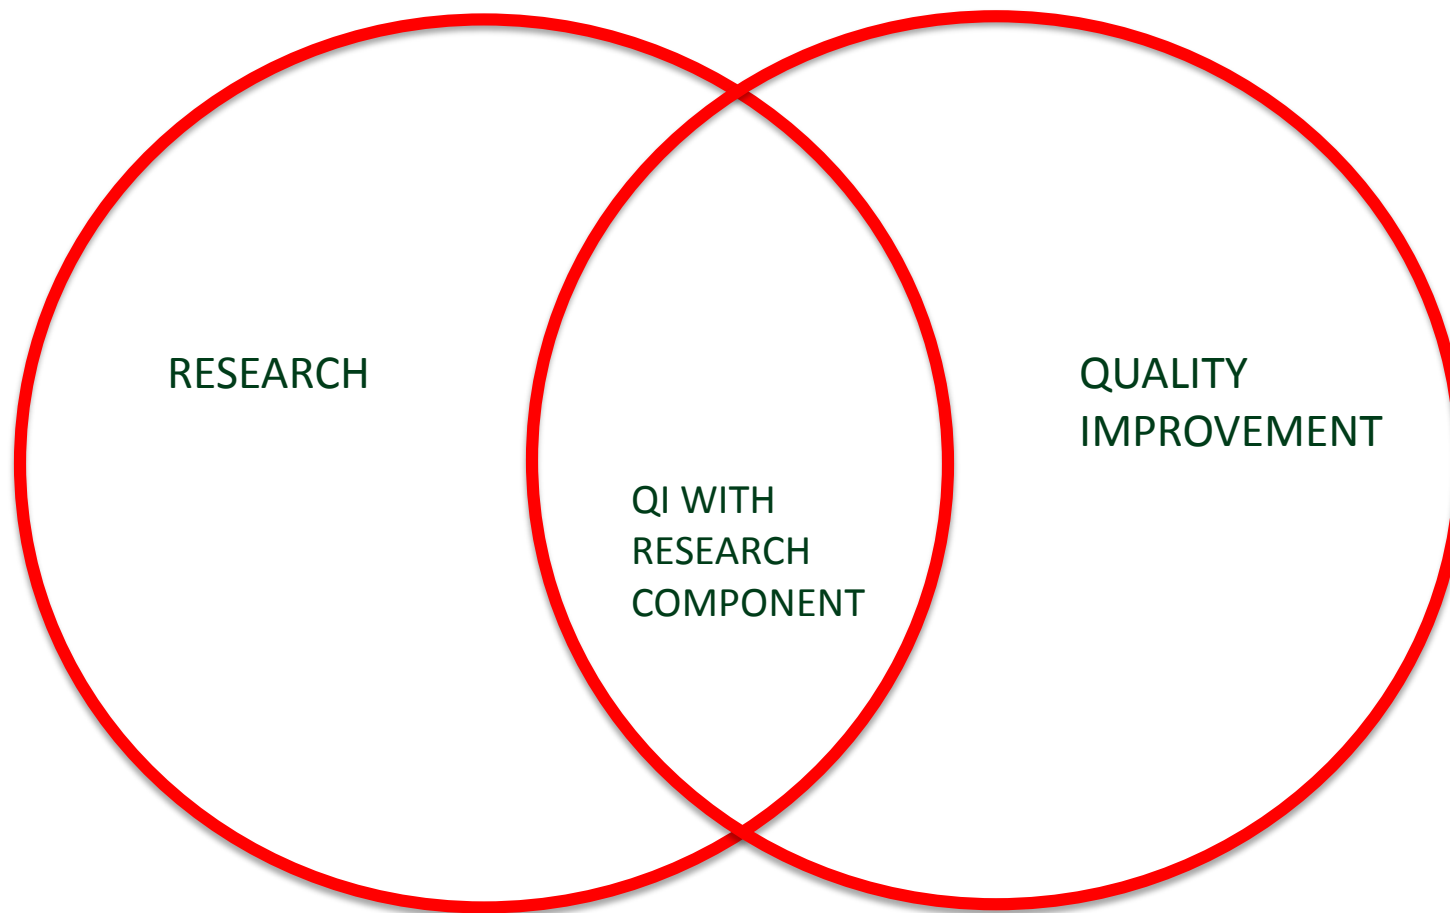 RESEARCH
QUALITY
IMPROVEMENT
QI WITH
RESEARCH
COMPONENT